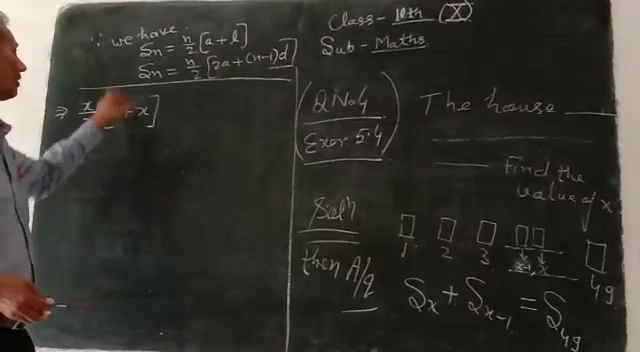 ∵ we have
Sn = n/2 [a + l]
Sn = n/2 [2a + (n-1)d]
⇒ x/ + x]
Class - 10th (X)
Sub - Maths
Q No. 4
Exer 5.4
The house
Find the
value of x
Soln
1 2 3 x-1 x 49
then A/q
Sx + Sx-1 = S49